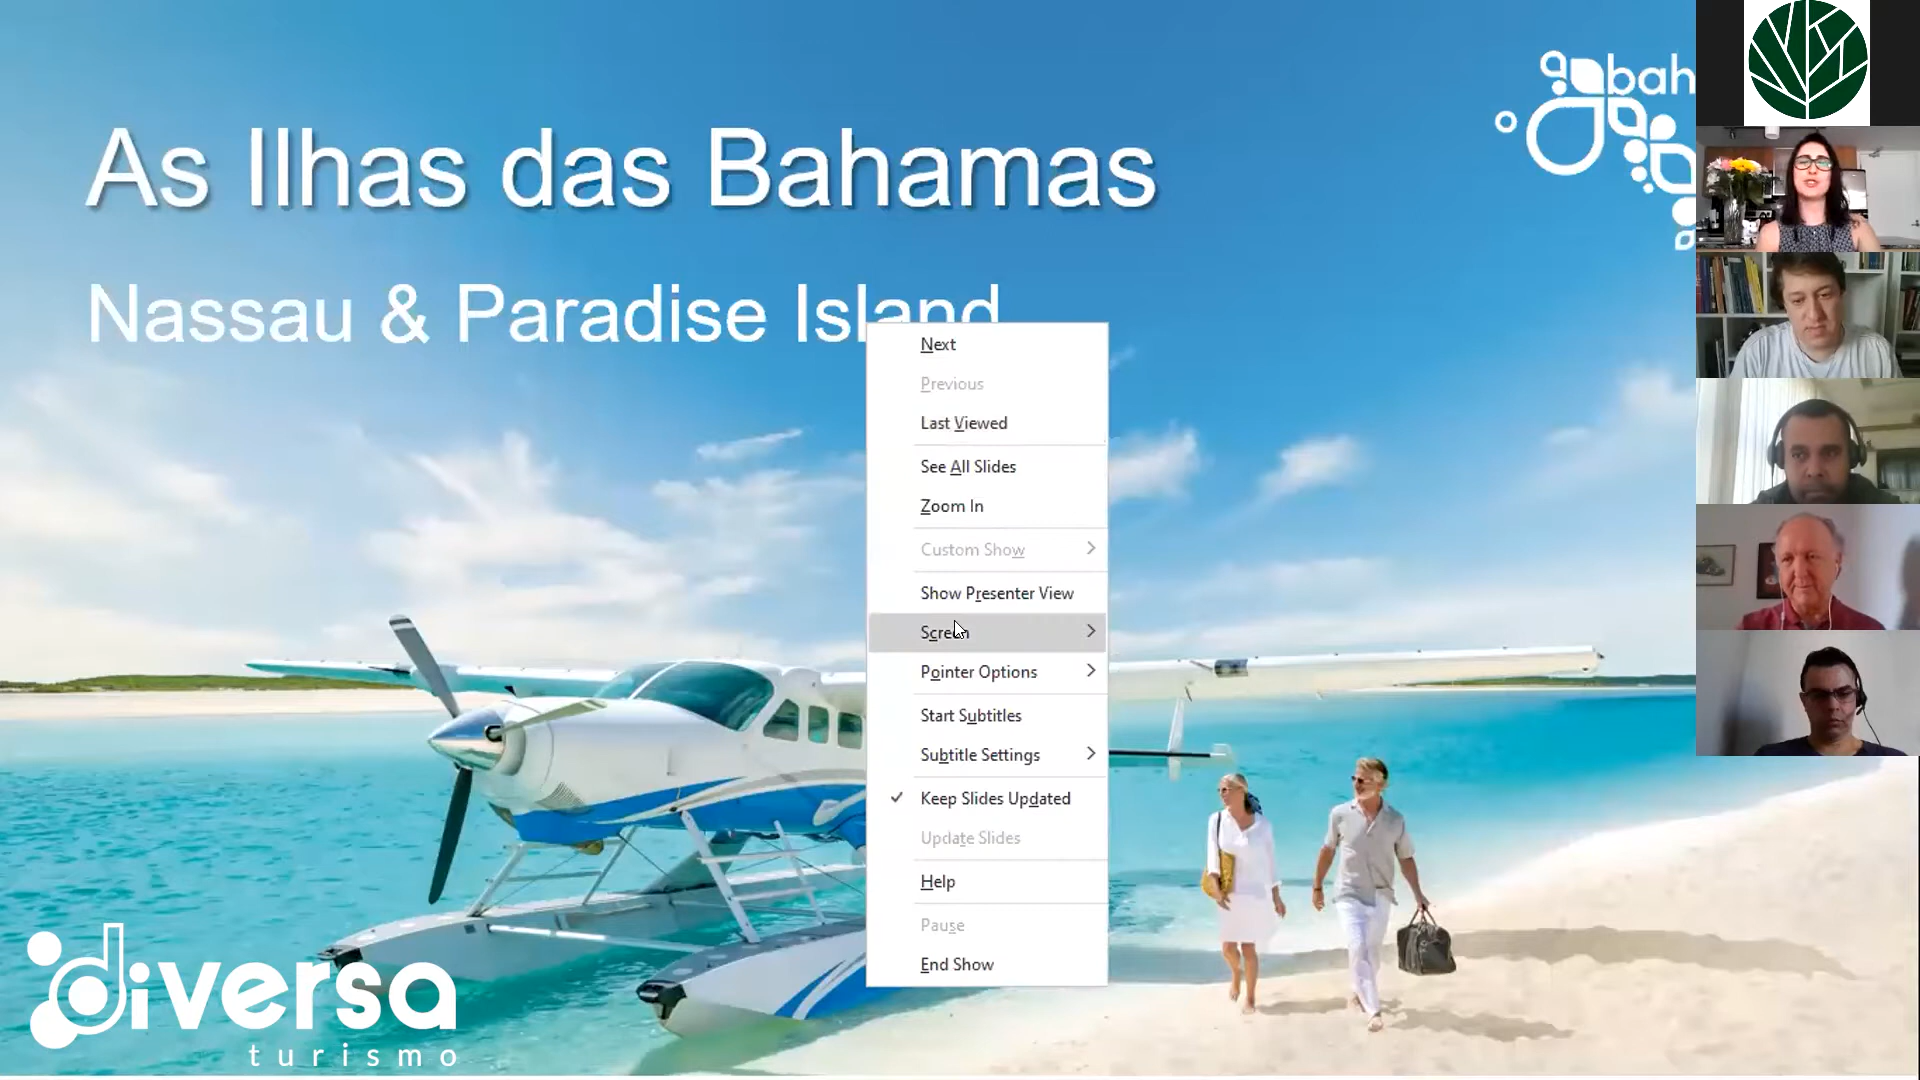 As Ilhas das Bahamas
Nassau & Paradise Island
bah
Next
Previous
Last Viewed
See All Slides
Zoom In
Custom Show
Show Presenter View
Screen
Pointer Options
Start Subtitles
Subtitle Settings
Keep Slides Updated
Update Slides
Help
Pause
End Show
diversa
turismo